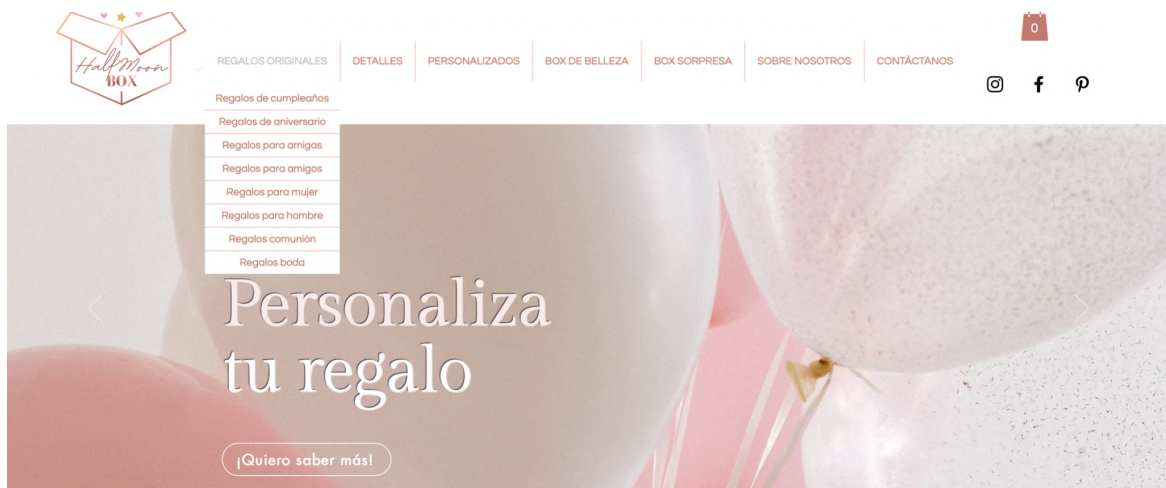 HalfMoon
BOX
0
REGALOS ORIGINALES
DETALLES
PERSONALIZADOS
BOX DE BELLEZA
BOX SORPRESA
SOBRE NOSOTROS
CONTÁCTANOS
Regalos de cumpleaños
Regalos de aniversario
Regalos para amigas
Regalos para amigos
Regalos para mujer
Regalos para hombre
Regalos comunión
Regalos boda
Personaliza
tu regalo
¡Quiero saber más!